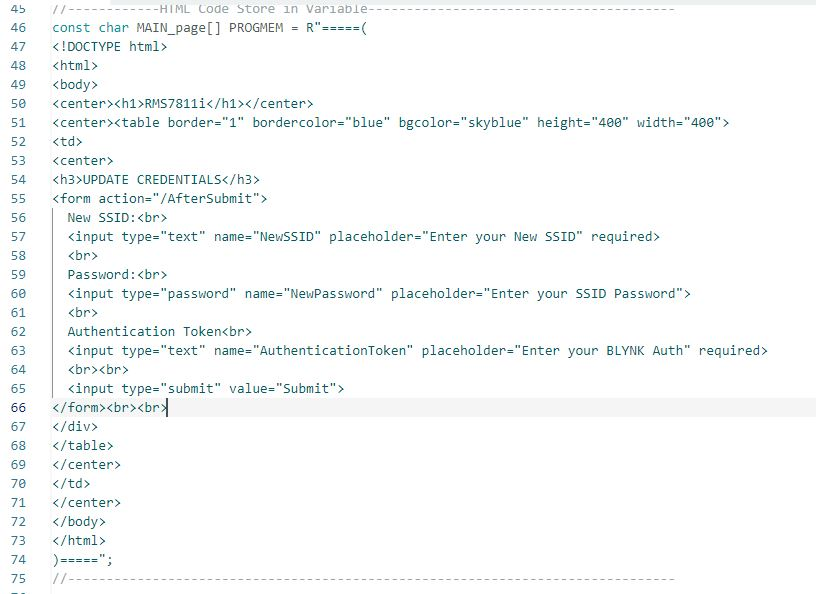 45 //------------HTML Code Store in Variable----------------------------------------
46 const char MAIN_page[] PROGMEM = R"=====(
47 <!DOCTYPE html>
48 <html>
49 <body>
50 <center><h1>RMS7811i</h1></center>
51 <center><table border="1" bordercolor="blue" bgcolor="skyblue" height="400" width="400">
52 <td>
53 <center>
54 <h3>UPDATE CREDENTIALS</h3>
55 <form action="/AfterSubmit">
56   New SSID:<br>
57   <input type="text" name="NewSSID" placeholder="Enter your New SSID" required>
58   <br>
59   Password:<br>
60   <input type="password" name="NewPassword" placeholder="Enter your SSID Password">
61   <br>
62   Authentication Token<br>
63   <input type="text" name="AuthenticationToken" placeholder="Enter your BLYNK Auth" required>
64   <br><br>
65   <input type="submit" value="Submit">
66 </form><br><br>
67 </div>
68 </table>
69 </center>
70 </td>
71 </center>
72 </body>
73 </html>
74 )=====";
75 //-------------------------------------------------------------------------------